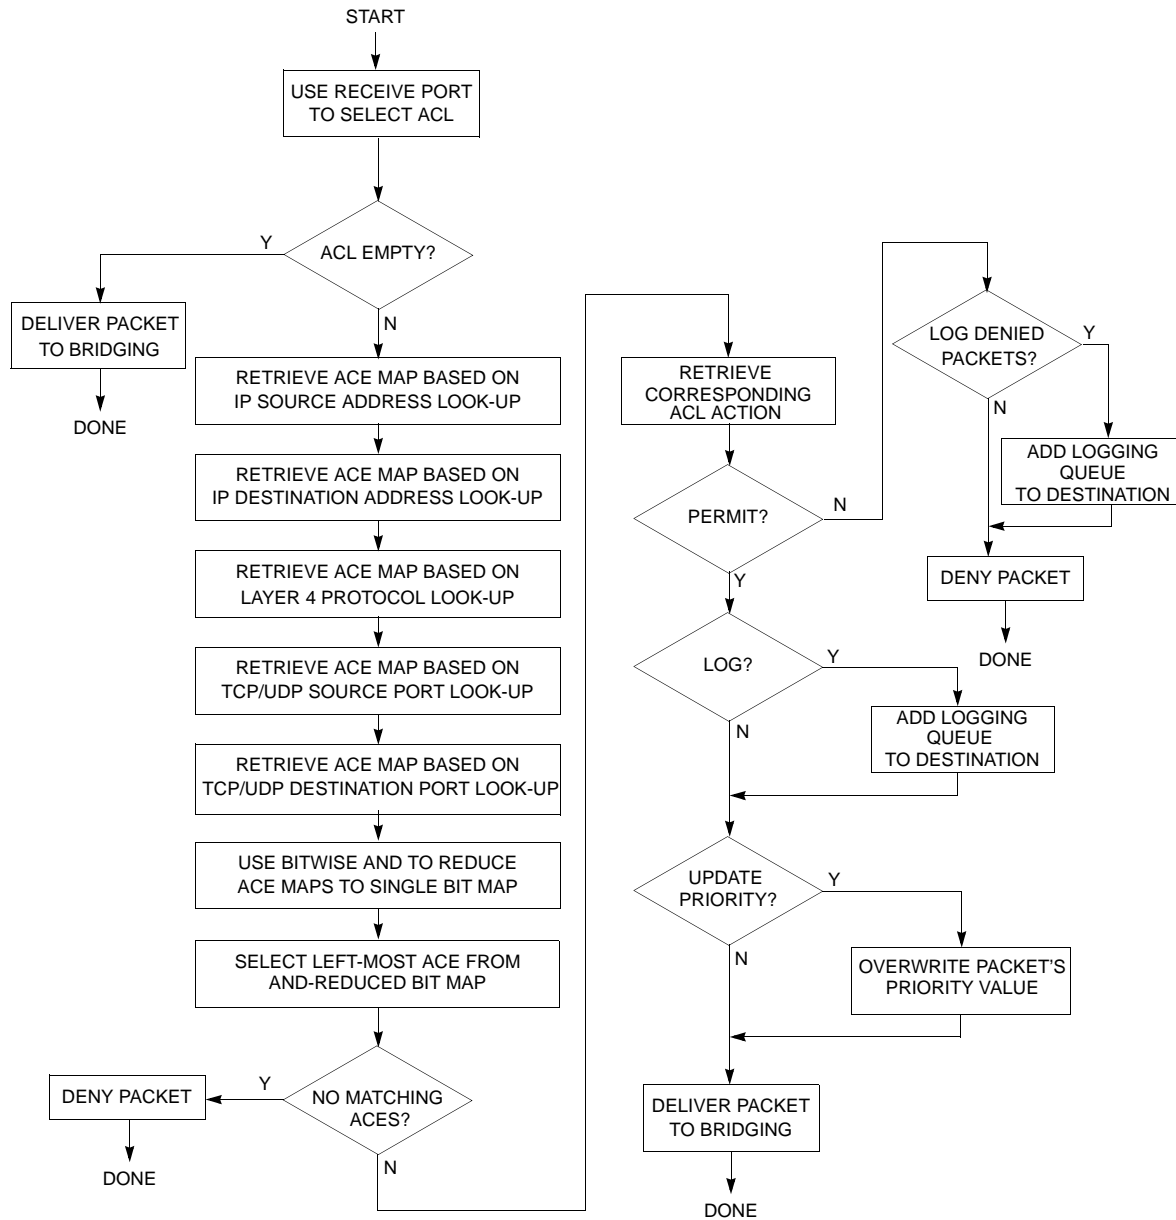 START
USE RECEIVE PORT
TO SELECT ACL
ACL EMPTY?
Y
N
DELIVER PACKET
TO BRIDGING
DONE
RETRIEVE ACE MAP BASED ON
IP SOURCE ADDRESS LOOK-UP
RETRIEVE ACE MAP BASED ON
IP DESTINATION ADDRESS LOOK-UP
RETRIEVE ACE MAP BASED ON
LAYER 4 PROTOCOL LOOK-UP
RETRIEVE ACE MAP BASED ON
TCP/UDP SOURCE PORT LOOK-UP
RETRIEVE ACE MAP BASED ON
TCP/UDP DESTINATION PORT LOOK-UP
USE BITWISE AND TO REDUCE
ACE MAPS TO SINGLE BIT MAP
SELECT LEFT-MOST ACE FROM
AND-REDUCED BIT MAP
NO MATCHING
ACES?
Y
DENY PACKET
DONE
N
RETRIEVE
CORRESPONDING
ACL ACTION
PERMIT?
N
Y
LOG DENIED
PACKETS?
Y
N
ADD LOGGING
QUEUE
TO DESTINATION
DENY PACKET
DONE
LOG?
Y
N
ADD LOGGING
QUEUE
TO DESTINATION
UPDATE
PRIORITY?
Y
N
OVERWRITE PACKET'S
PRIORITY VALUE
DELIVER PACKET
TO BRIDGING
DONE